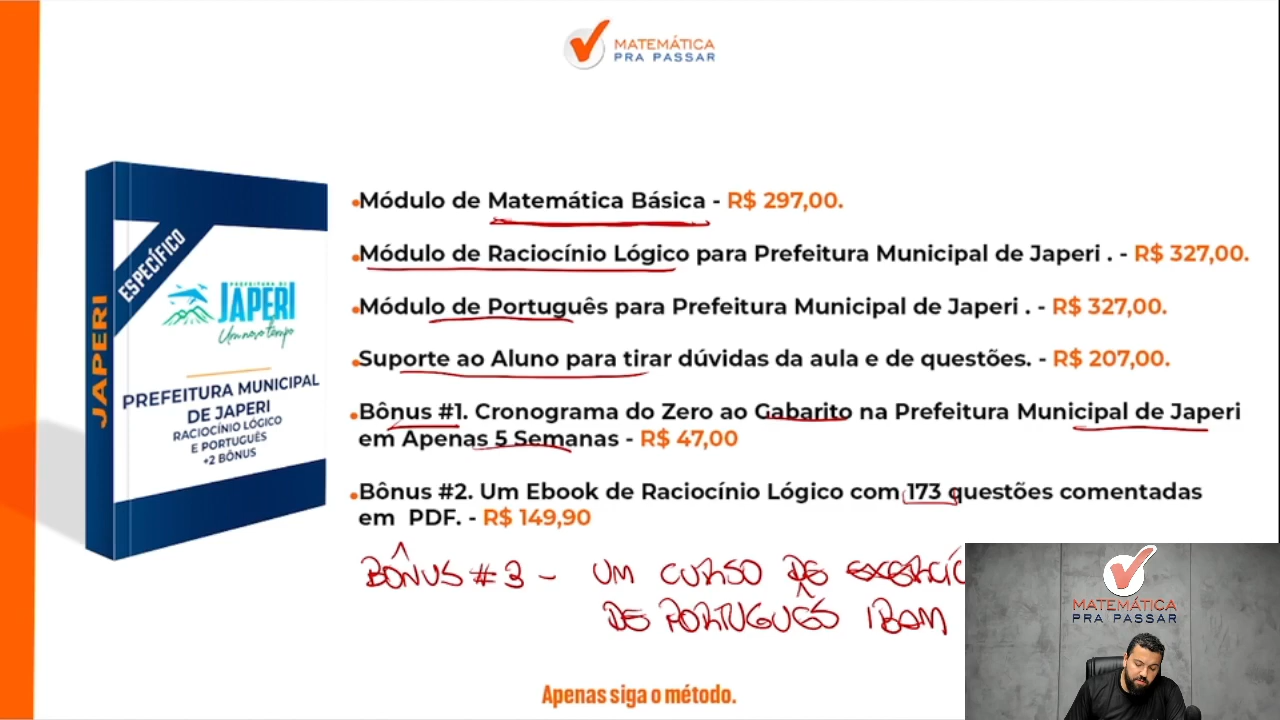 MATEMÁTICA
PRA PASSAR
•Módulo de Matemática Básica - R$ 297,00.
•Módulo de Raciocínio Lógico para Prefeitura Municipal de Japeri . - R$ 327,00.
•Módulo de Português para Prefeitura Municipal de Japeri . - R$ 327,00.
•Suporte ao Aluno para tirar dúvidas da aula e de questões. - R$ 207,00.
•Bônus #1. Cronograma do Zero ao Gabarito na Prefeitura Municipal de Japeri
em Apenas 5 Semanas - R$ 47,00
•Bônus #2. Um Ebook de Raciocínio Lógico com 173 questões comentadas
em PDF. - R$ 149,90
BÔNUS #3 - UM CURSO DE EXERCÍC
DE PORTUGUÊS IBAM
Apenas siga o método.
JAPERI
ESPECÍFICO
PREFEITURA DE
JAPERI
Um novo tempo
PREFEITURA MUNICIPAL
DE JAPERI
RACIOCÍNIO LÓGICO
E PORTUGUÊS
+2 BÔNUS
MATEMÁTICA
PRA PASSAR